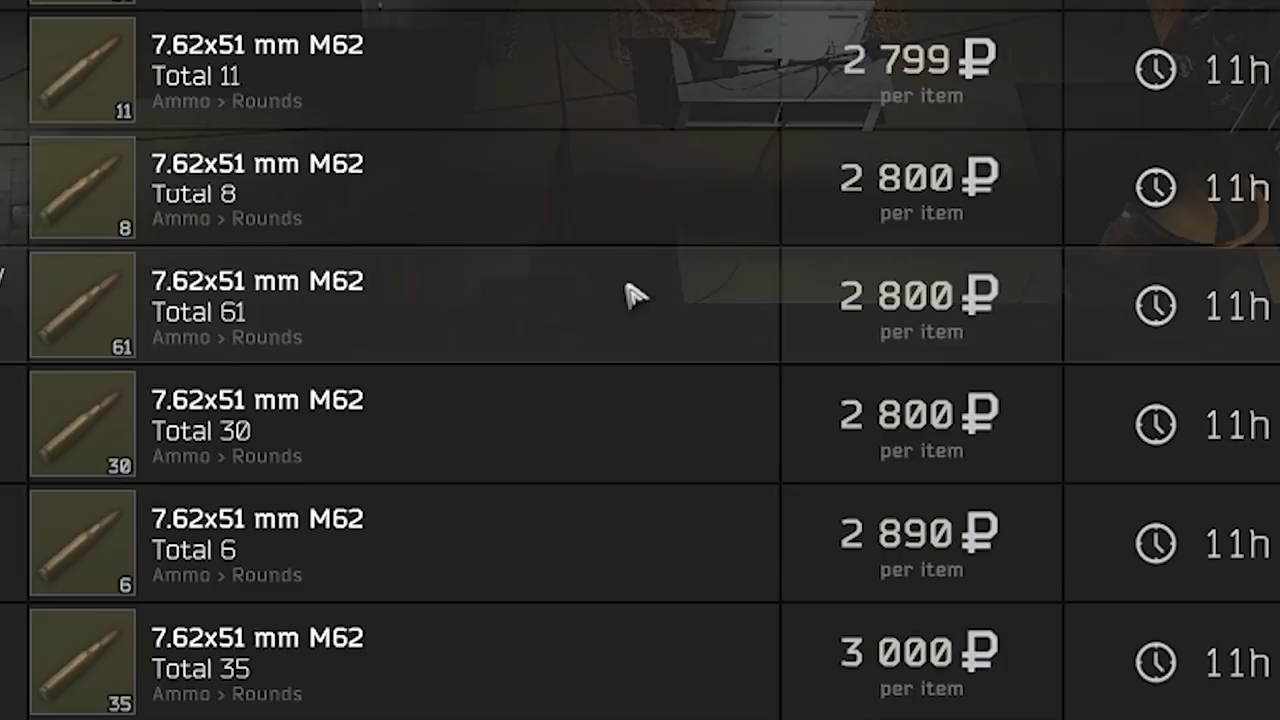 7.62x51 mm M62
Total 11
Ammo > Rounds
11
2 799 ₽
per item
11h
7.62x51 mm M62
Total 8
Ammo > Rounds
8
2 800 ₽
per item
11h
7.62x51 mm M62
Total 61
Ammo > Rounds
61
2 800 ₽
per item
11h
7.62x51 mm M62
Total 30
Ammo > Rounds
30
2 800 ₽
per item
11h
7.62x51 mm M62
Total 6
Ammo > Rounds
6
2 890 ₽
per item
11h
7.62x51 mm M62
Total 35
Ammo > Rounds
35
3 000 ₽
per item
11h